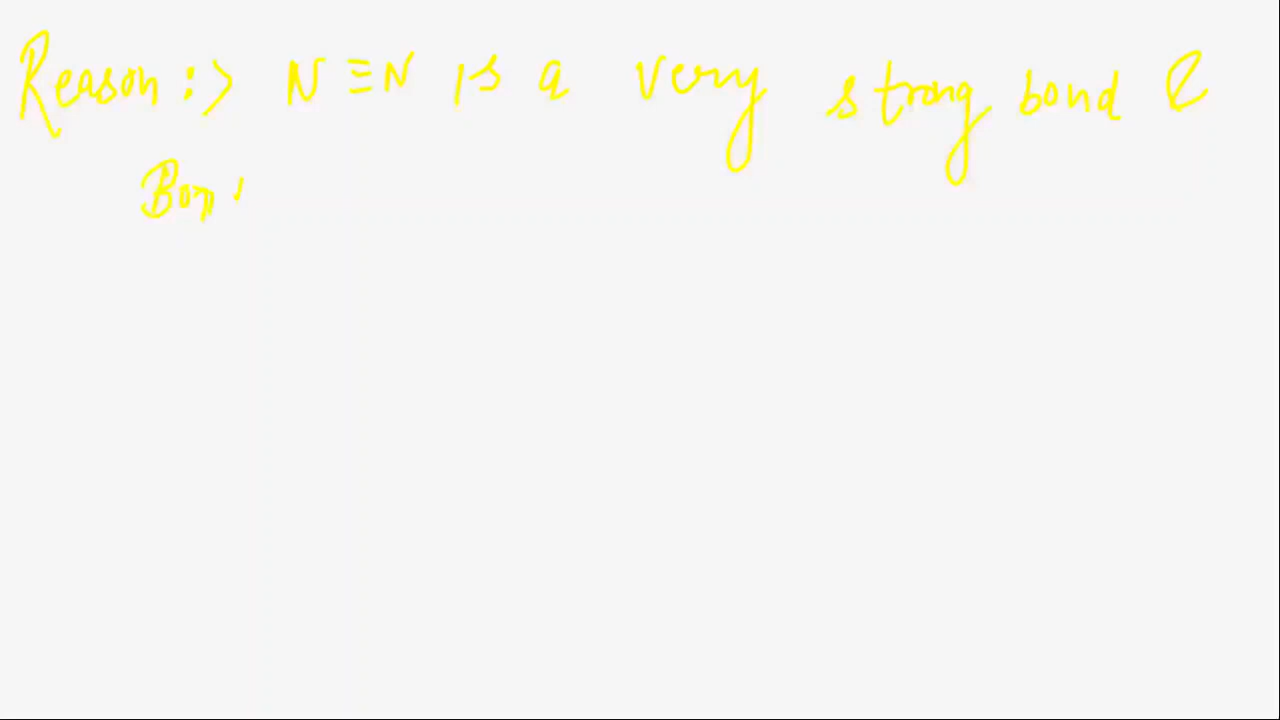 Reason :> N≡N is a very strong bond &